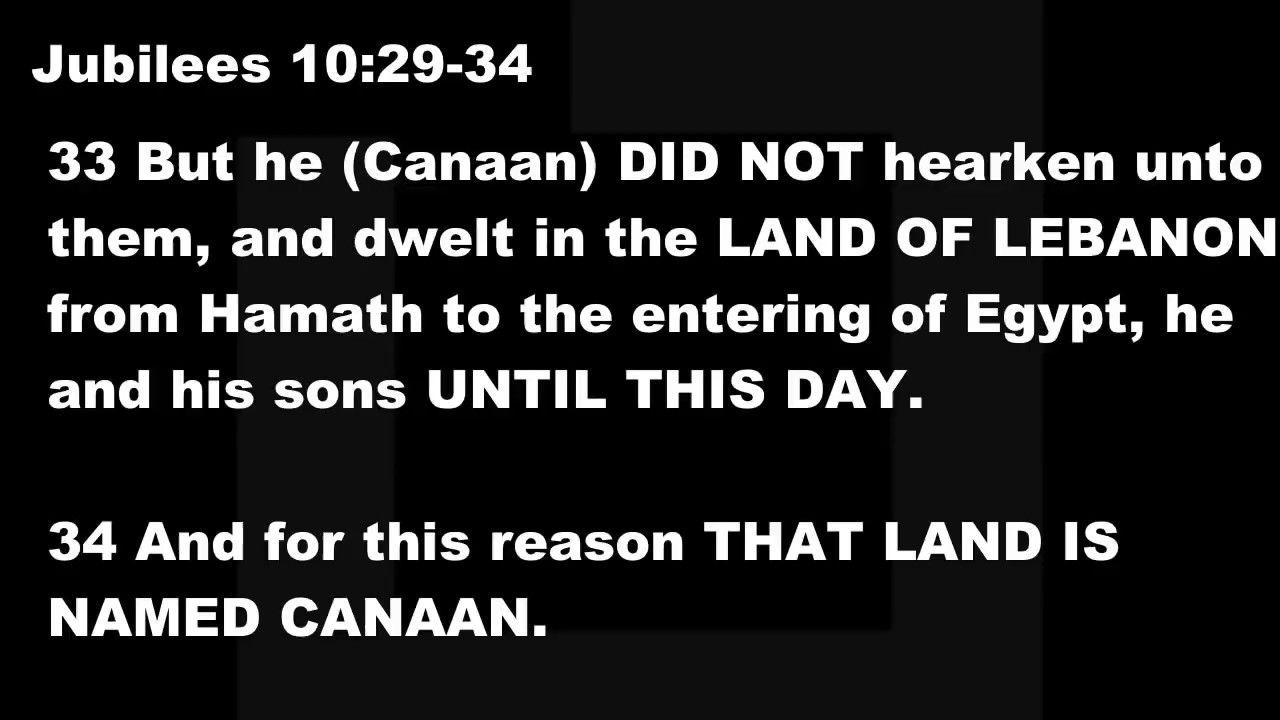 Jubilees 10:29-34
33 But he (Canaan) DID NOT hearken unto
them, and dwelt in the LAND OF LEBANON
from Hamath to the entering of Egypt, he
and his sons UNTIL THIS DAY.
34 And for this reason THAT LAND IS
NAMED CANAAN.